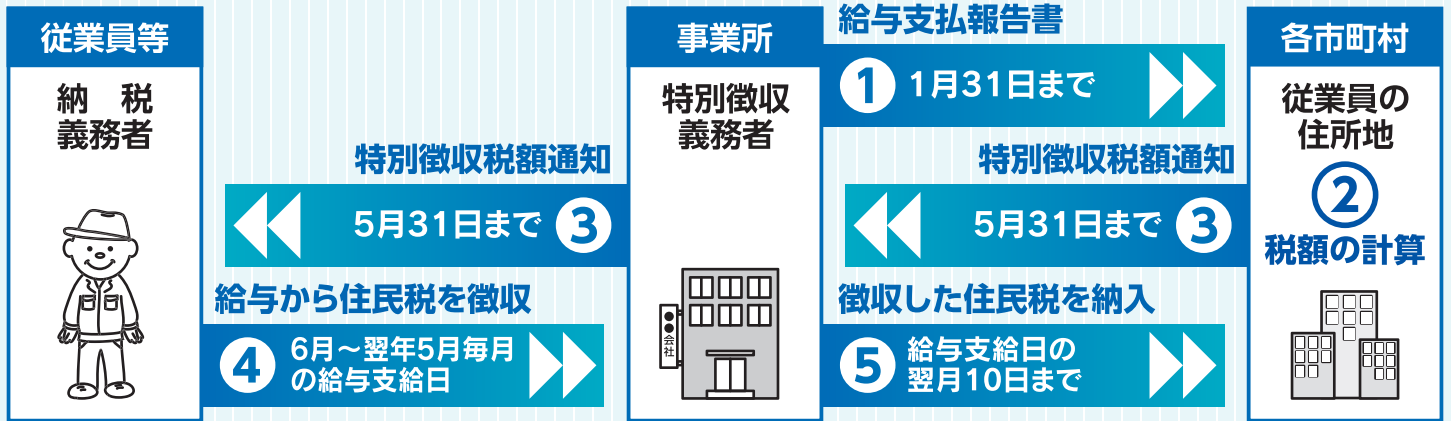 従業員等
納　税
義務者
事業所
特別徴収
義務者
●●会社
各市町村
従業員の
住所地
②
税額の計算
給与支払報告書
① 1月31日まで
特別徴収税額通知
5月31日まで ③
特別徴収税額通知
5月31日まで ③
給与から住民税を徴収
④ 6月～翌年5月毎月
の給与支給日
徴収した住民税を納入
⑤ 給与支給日の
翌月10日まで